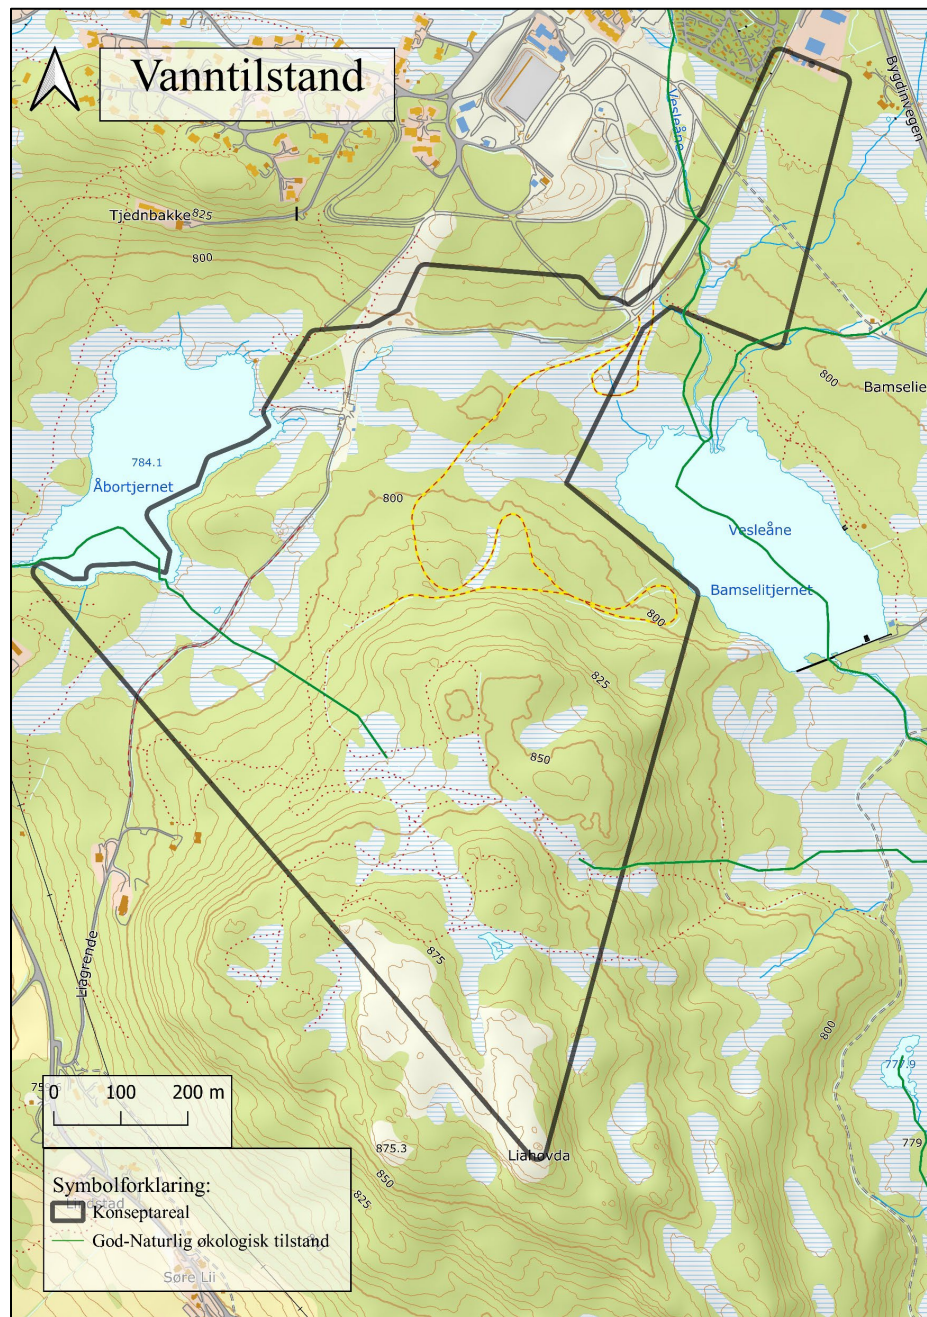 Vanntilstand
Bygdinvegen
Vesleåne
Tjednbakke
825
800
800
Bamselie
784.1
Åbortjernet
800
Vesleåne
Bamselitjernet
800
825
850
875
Liagrende
800
777.9
779
0 100 200 m
875.3
Liahovda
850
825
Symbolforklaring:
Lindstad
Konseptareal
God-Naturlig økologisk tilstand
Søre Lii